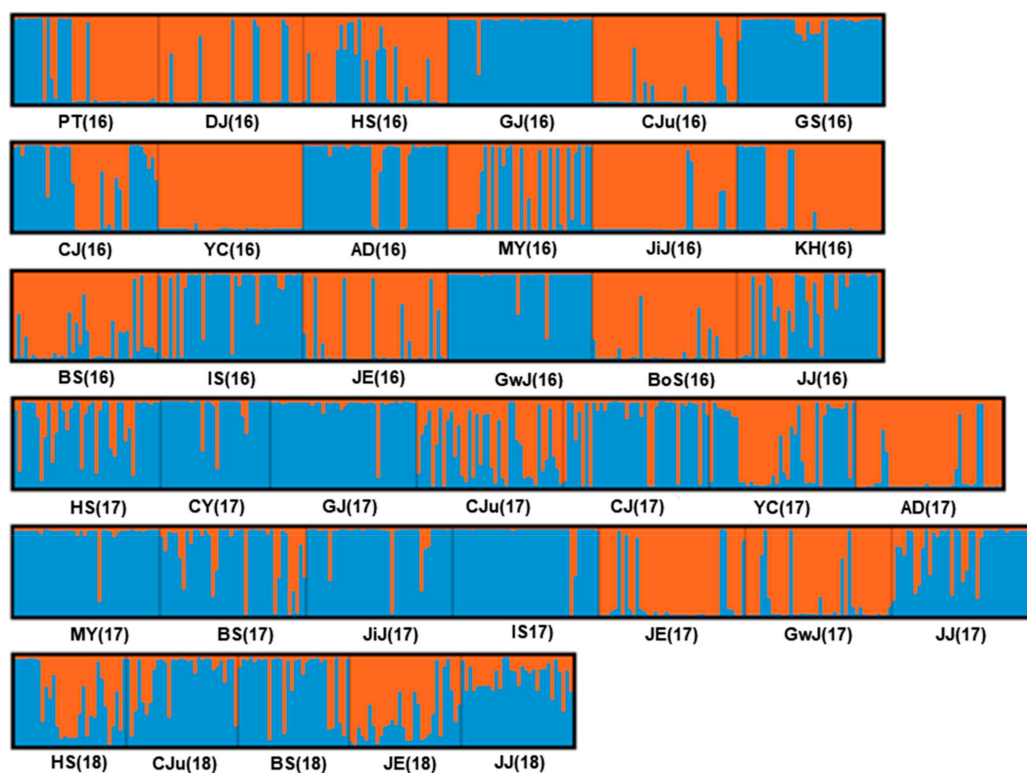 PT(16) DJ(16) HS(16) GJ(16) CJu(16) GS(16)
CJ(16) YC(16) AD(16) MY(16) JiJ(16) KH(16)
BS(16) IS(16) JE(16) GwJ(16) BoS(16) JJ(16)
HS(17) CY(17) GJ(17) CJu(17) CJ(17) YC(17) AD(17)
MY(17) BS(17) JiJ(17) IS17) JE(17) GwJ(17) JJ(17)
HS(18) CJu(18) BS(18) JE(18) JJ(18)